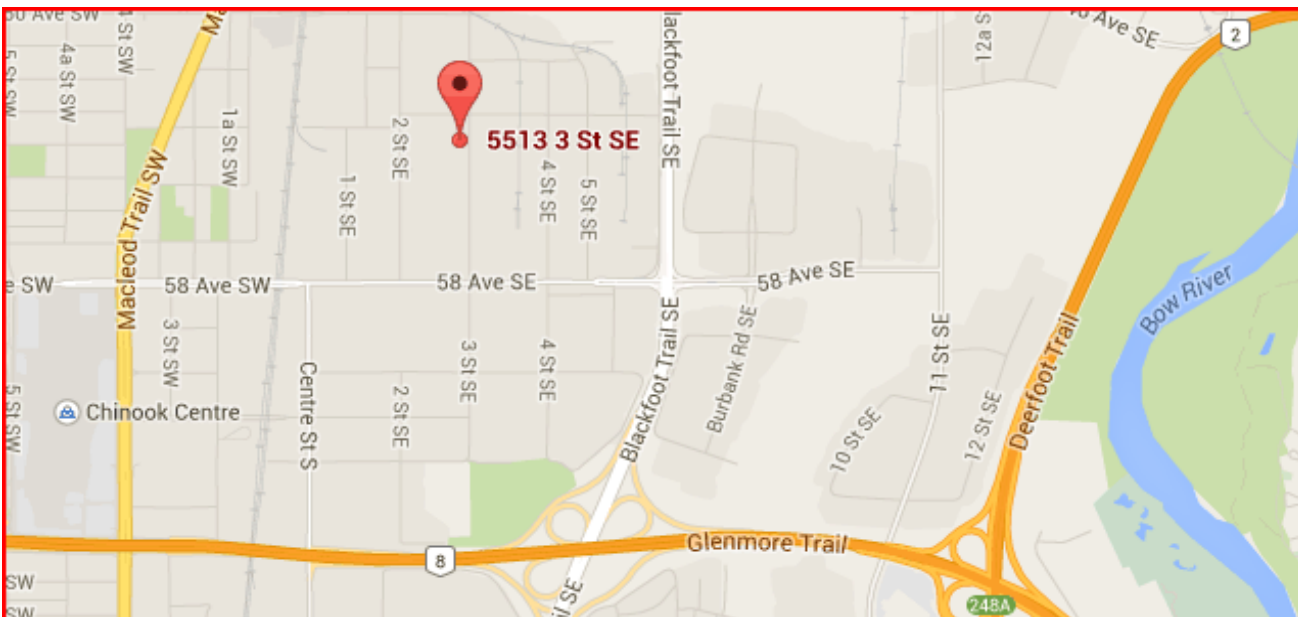 50 Ave SW
4 St SW
Blackfoot Trail SE
12a S
Ave SE
2
5 St SW
4a St SW
1a St SW
2 St SE
5513 3 St SE
Macleod Trail SW
1 St SE
4 St SE
5 St SE
e SW
58 Ave SW
58 Ave SE
58 Ave SE
Bow River
3 St SW
3 St SE
4 St SE
Blackfoot Trail SE
Burbank Rd SE
11 St SE
Deerfoot Trail
5 St SW
Chinook Centre
Centre St S
2 St SE
10 St SE
12 St SE
8
Glenmore Trail
SW
il SE
248A
SW